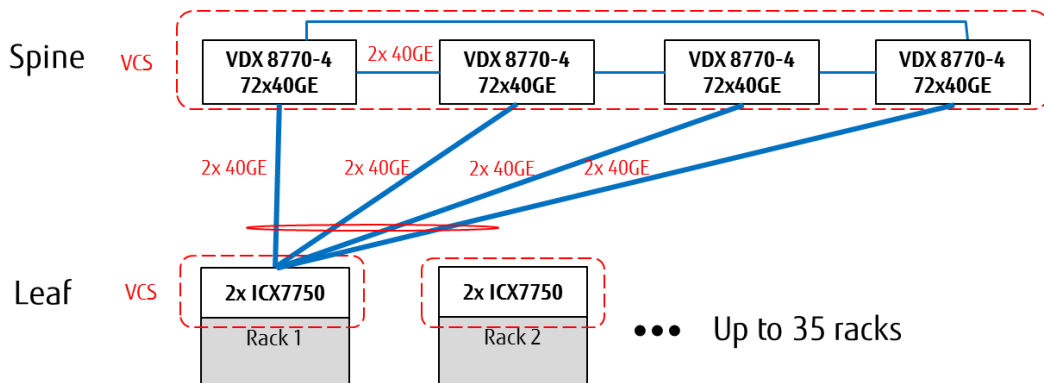 Spine
VCS
VDX 8770-4
72x40GE
2x 40GE
VDX 8770-4
72x40GE
VDX 8770-4
72x40GE
VDX 8770-4
72x40GE
2x 40GE
2x 40GE
2x 40GE
2x 40GE
Leaf
VCS
2x ICX7750
Rack 1
2x ICX7750
Rack 2
••• Up to 35 racks